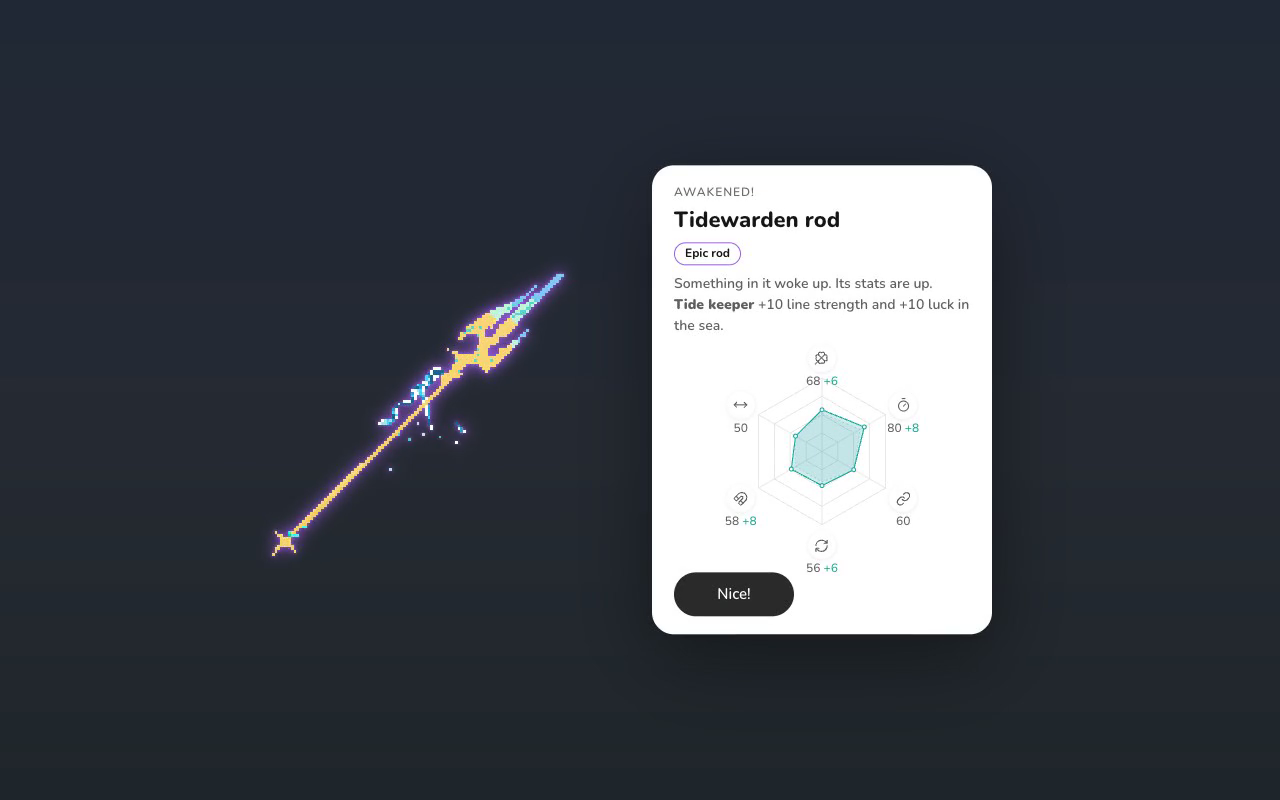 AWAKENED!
Tidewarden rod
Epic rod
Something in it woke up. Its stats are up.
Tide keeper +10 line strength and +10 luck in
the sea.
68 +6
50
80 +8
58 +8
60
56 +6
Nice!